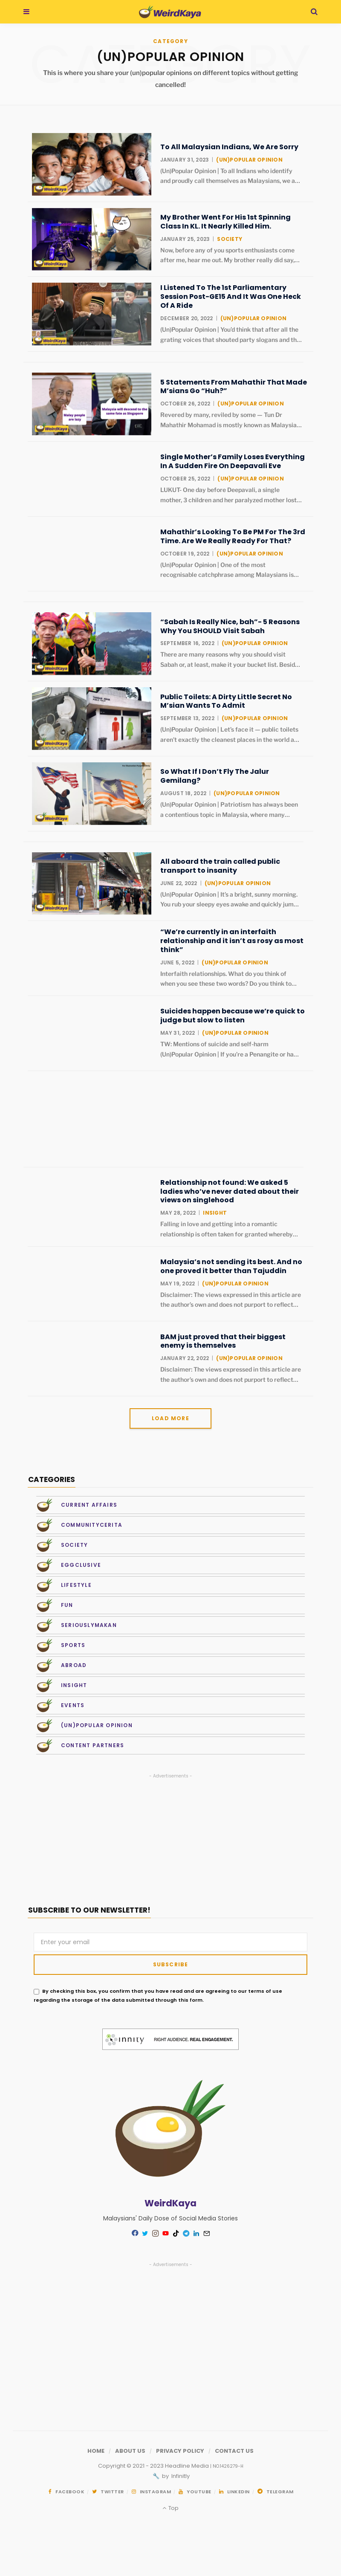 WeirdKaya
CATEGORY
CATEGORY
(UN)POPULAR OPINION
This is where you share your (un)popular opinions on different topics without getting
cancelled!
WeirdKaya
To All Malaysian Indians, We Are Sorry
JANUARY 31, 2023 | (UN)POPULAR OPINION
(Un)Popular Opinion | To all Indians who identify
and proudly call themselves as Malaysians, we a...
WeirdKaya
My Brother Went For His 1st Spinning
Class In KL. It Nearly Killed Him.
JANUARY 25, 2023 | SOCIETY
Now, before any of you sports enthusiasts come
after me, hear me out. My brother really did say,...
WeirdKaya
I Listened To The 1st Parliamentary
Session Post-GE15 And It Was One Heck
Of A Ride
DECEMBER 20, 2022 | (UN)POPULAR OPINION
(Un)Popular Opinion | You'd think that after all the
grating voices that shouted party slogans and th...
Malay people
are lazy
Malaysia will descend to the
same fate as Singapore
WeirdKaya
5 Statements From Mahathir That Made
M'sians Go "Huh?"
OCTOBER 28, 2022 | (UN)POPULAR OPINION
Revered by many, reviled by some — Tun Dr
Mahathir Mohamad is mostly known as Malaysia...
Single Mother's Family Loses Everything
In A Sudden Fire On Deepavali Eve
OCTOBER 25, 2022 | (UN)POPULAR OPINION
LUKUT- One day before Deepavali, a single
mother, 3 children and her paralyzed mother lost...
Mahathir's Looking To Be PM For The 3rd
Time. Are We Really Ready For That?
OCTOBER 19, 2022 | (UN)POPULAR OPINION
(Un)Popular Opinion | One of the most
recognisable catchphrase among Malaysians is...
WeirdKaya
"Sabah Is Really Nice, bah"- 5 Reasons
Why You SHOULD Visit Sabah
SEPTEMBER 16, 2022 | (UN)POPULAR OPINION
There are many reasons why you should visit
Sabah or, at least, make it your bucket list. Besid...
WeirdKaya
Public Toilets: A Dirty Little Secret No
M'sian Wants To Admit
SEPTEMBER 13, 2022 | (UN)POPULAR OPINION
(Un)Popular Opinion | Let's face it — public toilets
aren't exactly the cleanest places in the world a...
WeirdKaya
So What If I Don't Fly The Jalur
Gemilang?
AUGUST 18, 2022 | (UN)POPULAR OPINION
(Un)Popular Opinion | Patriotism has always been
a contentious topic in Malaysia, where many...
WeirdKaya
All aboard the train called public
transport to insanity
JUNE 22, 2022 | (UN)POPULAR OPINION
(Un)Popular Opinion | It's a bright, sunny morning.
You rub your sleepy eyes awake and quickly jum...
"We're currently in an interfaith
relationship and it isn't as rosy as most
think"
JUNE 5, 2022 | (UN)POPULAR OPINION
Interfaith relationships. What do you think of
when you see these two words? Do you think to...
Suicides happen because we're quick to
judge but slow to listen
MAY 31, 2022 | (UN)POPULAR OPINION
TW: Mentions of suicide and self-harm
(Un)Popular Opinion | If you're a Penangite or ha...
Relationship not found: We asked 5
ladies who've never dated about their
views on singlehood
MAY 28, 2022 | INSIGHT
Falling in love and getting into a romantic
relationship is often taken for granted whereby...
Malaysia's not sending its best. And no
one proved it better than Tajuddin
MAY 19, 2022 | (UN)POPULAR OPINION
Disclaimer: The views expressed in this article are
the author's own and does not purport to reflect...
BAM just proved that their biggest
enemy is themselves
JANUARY 22, 2022 | (UN)POPULAR OPINION
Disclaimer: The views expressed in this article are
the author's own and does not purport to reflect...
LOAD MORE
CATEGORIES
CURRENT AFFAIRS
COMMUNITYCERITA
SOCIETY
EGGCLUSIVE
LIFESTYLE
FUN
SERIOUSLYMAKAN
SPORTS
ABROAD
INSIGHT
EVENTS
(UN)POPULAR OPINION
CONTENT PARTNERS
- Advertisements -
SUBSCRIBE TO OUR NEWSLETTER!
Enter your email
SUBSCRIBE
By checking this box, you confirm that you have read and are agreeing to our terms of use
regarding the storage of the data submitted through this form.
innity RIGHT AUDIENCE. REAL ENGAGEMENT.
WeirdKaya
Malaysians' Daily Dose of Social Media Stories
- Advertisements -
HOME / ABOUT US / PRIVACY POLICY / CONTACT US
by Infinitly
FACEBOOK TWITTER INSTAGRAM YOUTUBE LINKEDIN TELEGRAM
Top